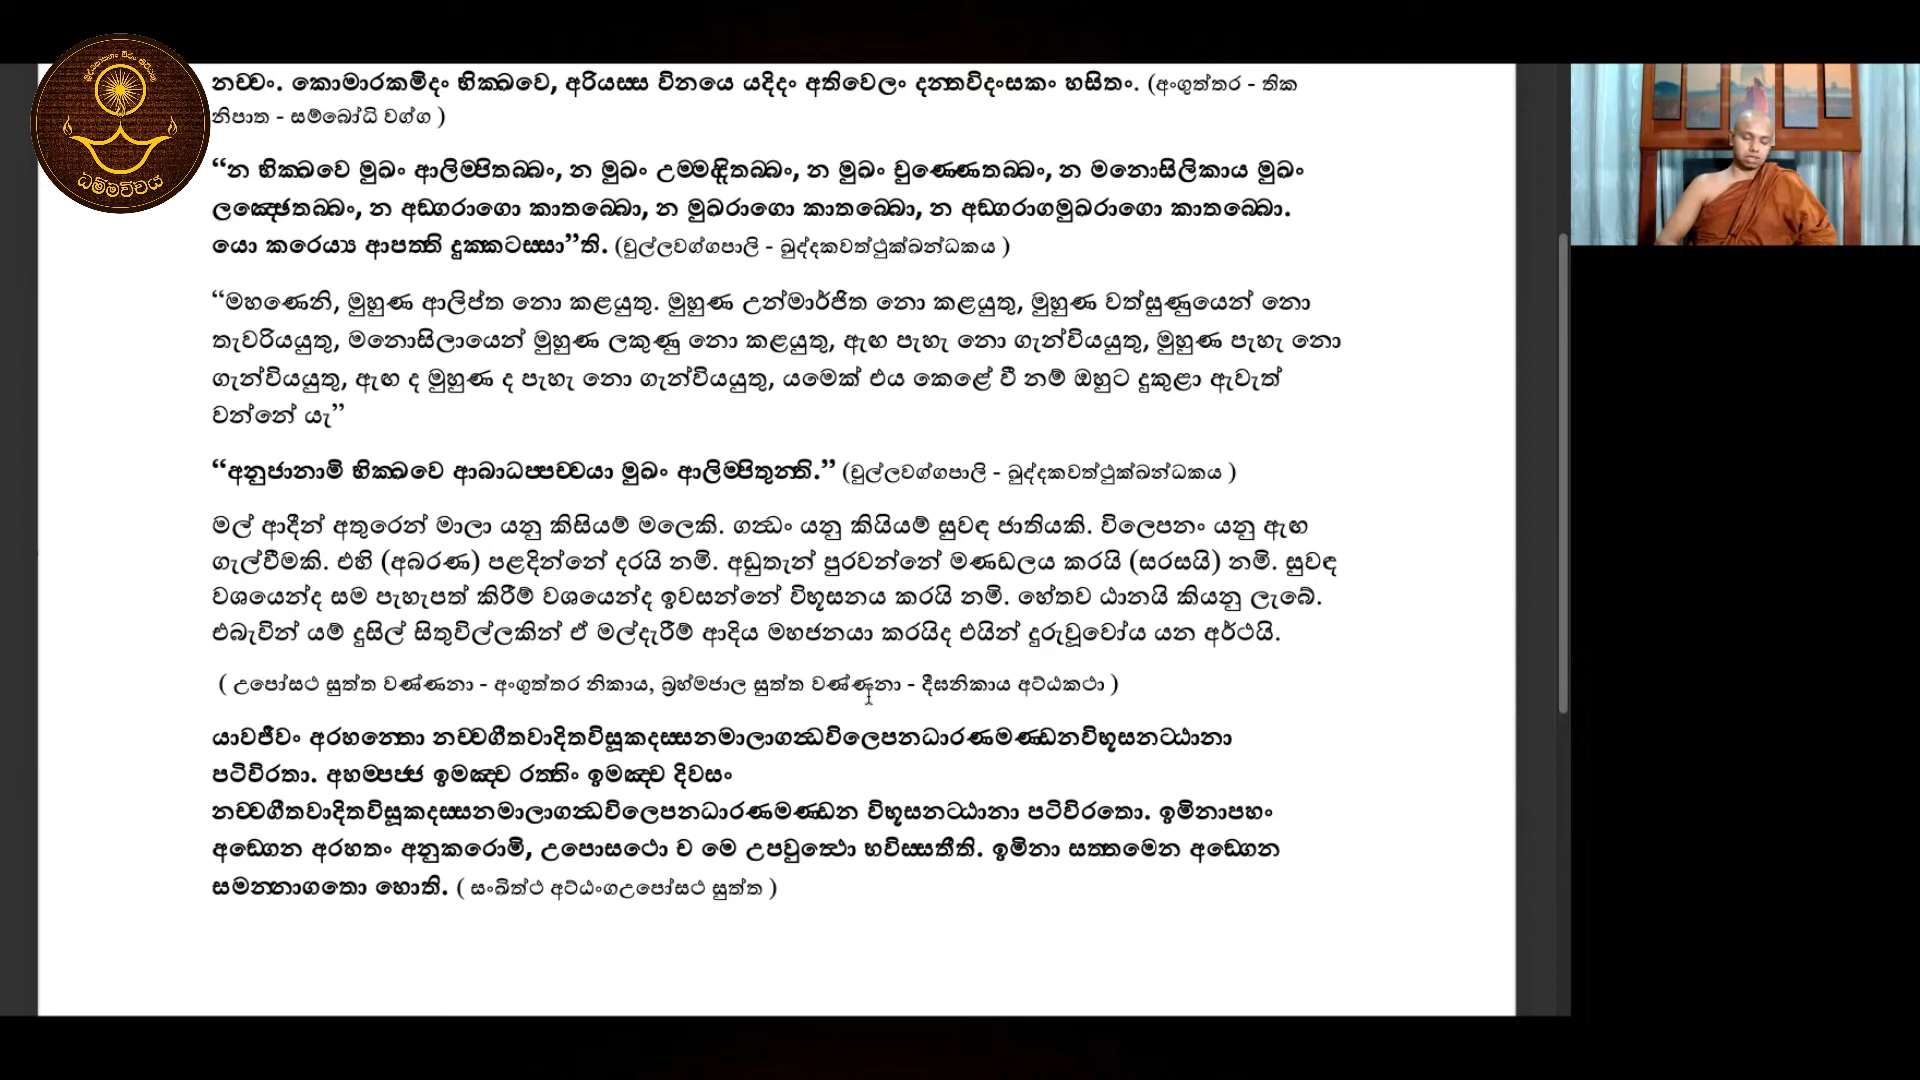 නච්චං. කොමාරකමිදං භික්ඛවෙ, අරියස්ස විනයෙ යදිදං අතිවෙලං දන්තවිදංසකං හසිතං. (අංගුත්තර - තික
නිපාත - සම්බෝධි වග්ග )
“න භික්ඛවෙ මුඛං ආලිම්පිතබ්බං, න මුඛං උම්මද්දිතබ්බං, න මුඛං චුණ්ණෙතබ්බං, න මනොසිලිකාය මුඛං
ලඤ්ඡෙතබ්බං, න අඞ්ගරාගො කාතබ්බො, න මුඛරාගො කාතබ්බො, න අඞ්ගරාගමුඛරාගො කාතබ්බො.
යො කරෙය්‍ය ආපත්ති දුක්කටස්සා”ති. (චුල්ලවග්ගපාලි - ඛුද්දකවත්ථුක්ඛන්ධකය )
“මහණෙනි, මුහුණ ආලිප්ත නො කළයුතු. මුහුණ උන්මාර්ජිත නො කළයුතු, මුහුණ වත්සුණුයෙන් නො
තැවරියයුතු, මනොසිලායෙන් මුහුණ ලකුණු නො කළයුතු, ඇඟ පැහැ නො ගැන්වියයුතු, මුහුණ පැහැ නො
ගැන්වියයුතු, ඇඟ ද මුහුණ ද පැහැ නො ගැන්වියයුතු, යමෙක් එය කෙළේ වී නම් ඔහුට දුකුළා ඇවැත්
වන්නේ යැ”
“අනුජානාමි භික්ඛවෙ ආබාධප්පච්චයා මුඛං ආලිම්පිතුන්ති.” (චුල්ලවග්ගපාලි - ඛුද්දකවත්ථුක්ඛන්ධකය )
මල් ආදීන් අතුරෙන් මාලා යනු කිසියම් මලෙකි. ගන්ධං යනු කියියම් සුවඳ ජාතියකි. විලෙපනං යනු ඇඟ
ගැල්වීමකි. එහි (අබරණ) පළඳින්නේ දරයි නමි. අඩුතැන් පුරවන්නේ මණඩලය කරයි (සරසයි) නමි. සුවඳ
වශයෙන්ද සම පැහැපත් කිරීම් වශයෙන්ද ඉවසන්නේ විභූසනය කරයි නමි. හේතව ඨානයි කියනු ලැබේ.
එබැවින් යම් දුසිල් සිතුවිල්ලකින් ඒ මල්දැරීම් ආදිය මහජනයා කරයිද එයින් දුරුවූවෝය යන අර්ථයි.
( උපෝසථ සුත්ත වණ්ණනා - අංගුත්තර නිකාය, බ්‍රහ්මජාල සුත්ත වණ්ණනා - දීඝනිකාය අට්ඨකථා )
යාවජීවං අරහන්තො නච්චගීතවාදිතවිසූකදස්සනමාලාගන්ධවිලෙපනධාරණමණ්ඩනවිභූසනට්ඨානා
පටිවිරතා. අහම්පජ්ජ ඉමඤ්ච රත්තිං ඉමඤ්ච දිවසං
නච්චගීතවාදිතවිසූකදස්සනමාලාගන්ධවිලෙපනධාරණමණ්ඩන විභූසනට්ඨානා පටිවිරතො. ඉමිනාපහං
අඞ්ගෙන අරහතං අනුකරොමි, උපොසථො ච මෙ උපවුත්ථො භවිස්සතීති. ඉමිනා සත්තමෙන අඞ්ගෙන
සමන්නාගතො හොති. ( සංඛිත්ථ අට්ඨංගඋපෝසථ සුත්ත )
ධම්මවිචය